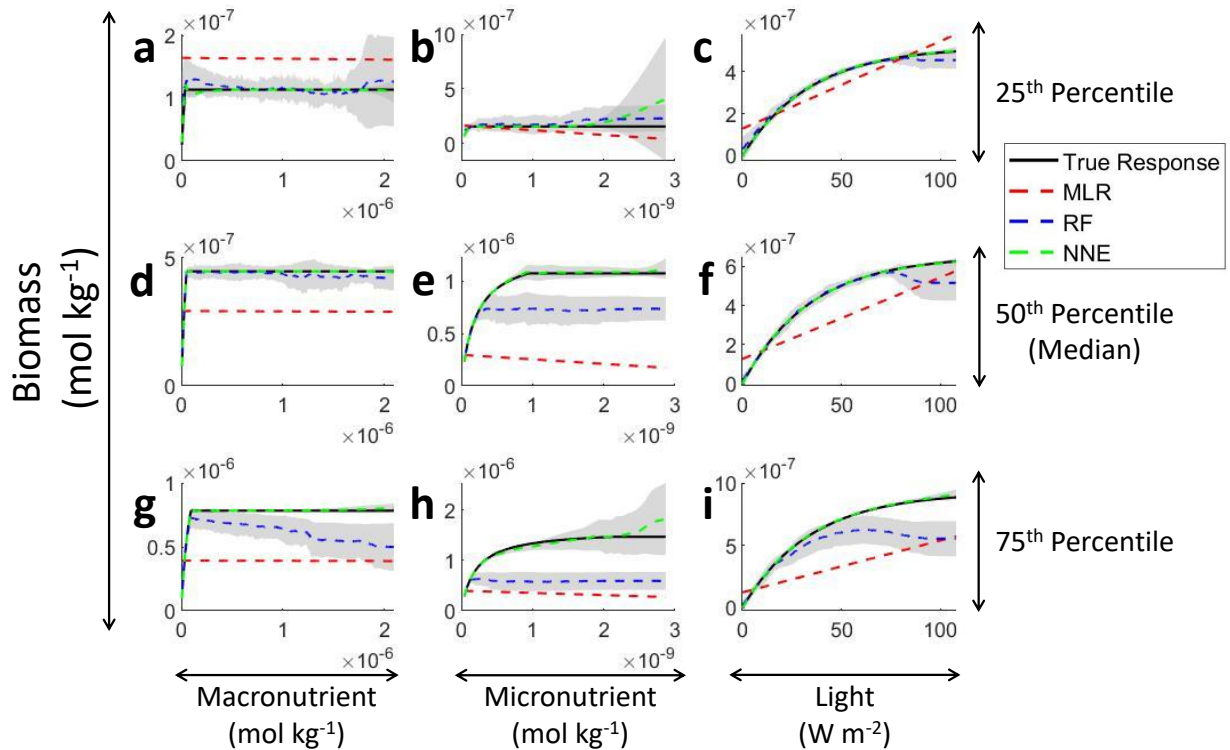 ×10⁻⁷
×10⁻⁷
×10⁻⁷
a
b
c
2
1
0
0
1
2
×10⁻⁶
15
10
5
0
0
1
2
3
×10⁻⁹
4
2
0
0
50
100
25th Percentile
True Response
MLR
RF
NNE
×10⁻⁷
×10⁻⁶
×10⁻⁷
d
e
f
5
0
0
1
2
×10⁻⁶
1
0.5
0
0
1
2
3
×10⁻⁹
6
4
2
0
0
50
100
50th Percentile
(Median)
×10⁻⁶
×10⁻⁶
×10⁻⁷
g
h
i
1
0.5
0
0
1
2
×10⁻⁶
2
1
0
0
1
2
3
×10⁻⁹
10
5
0
0
50
100
75th Percentile
Biomass
(mol kg⁻¹)
Macronutrient
(mol kg⁻¹)
Micronutrient
(mol kg⁻¹)
Light
(W m⁻²)